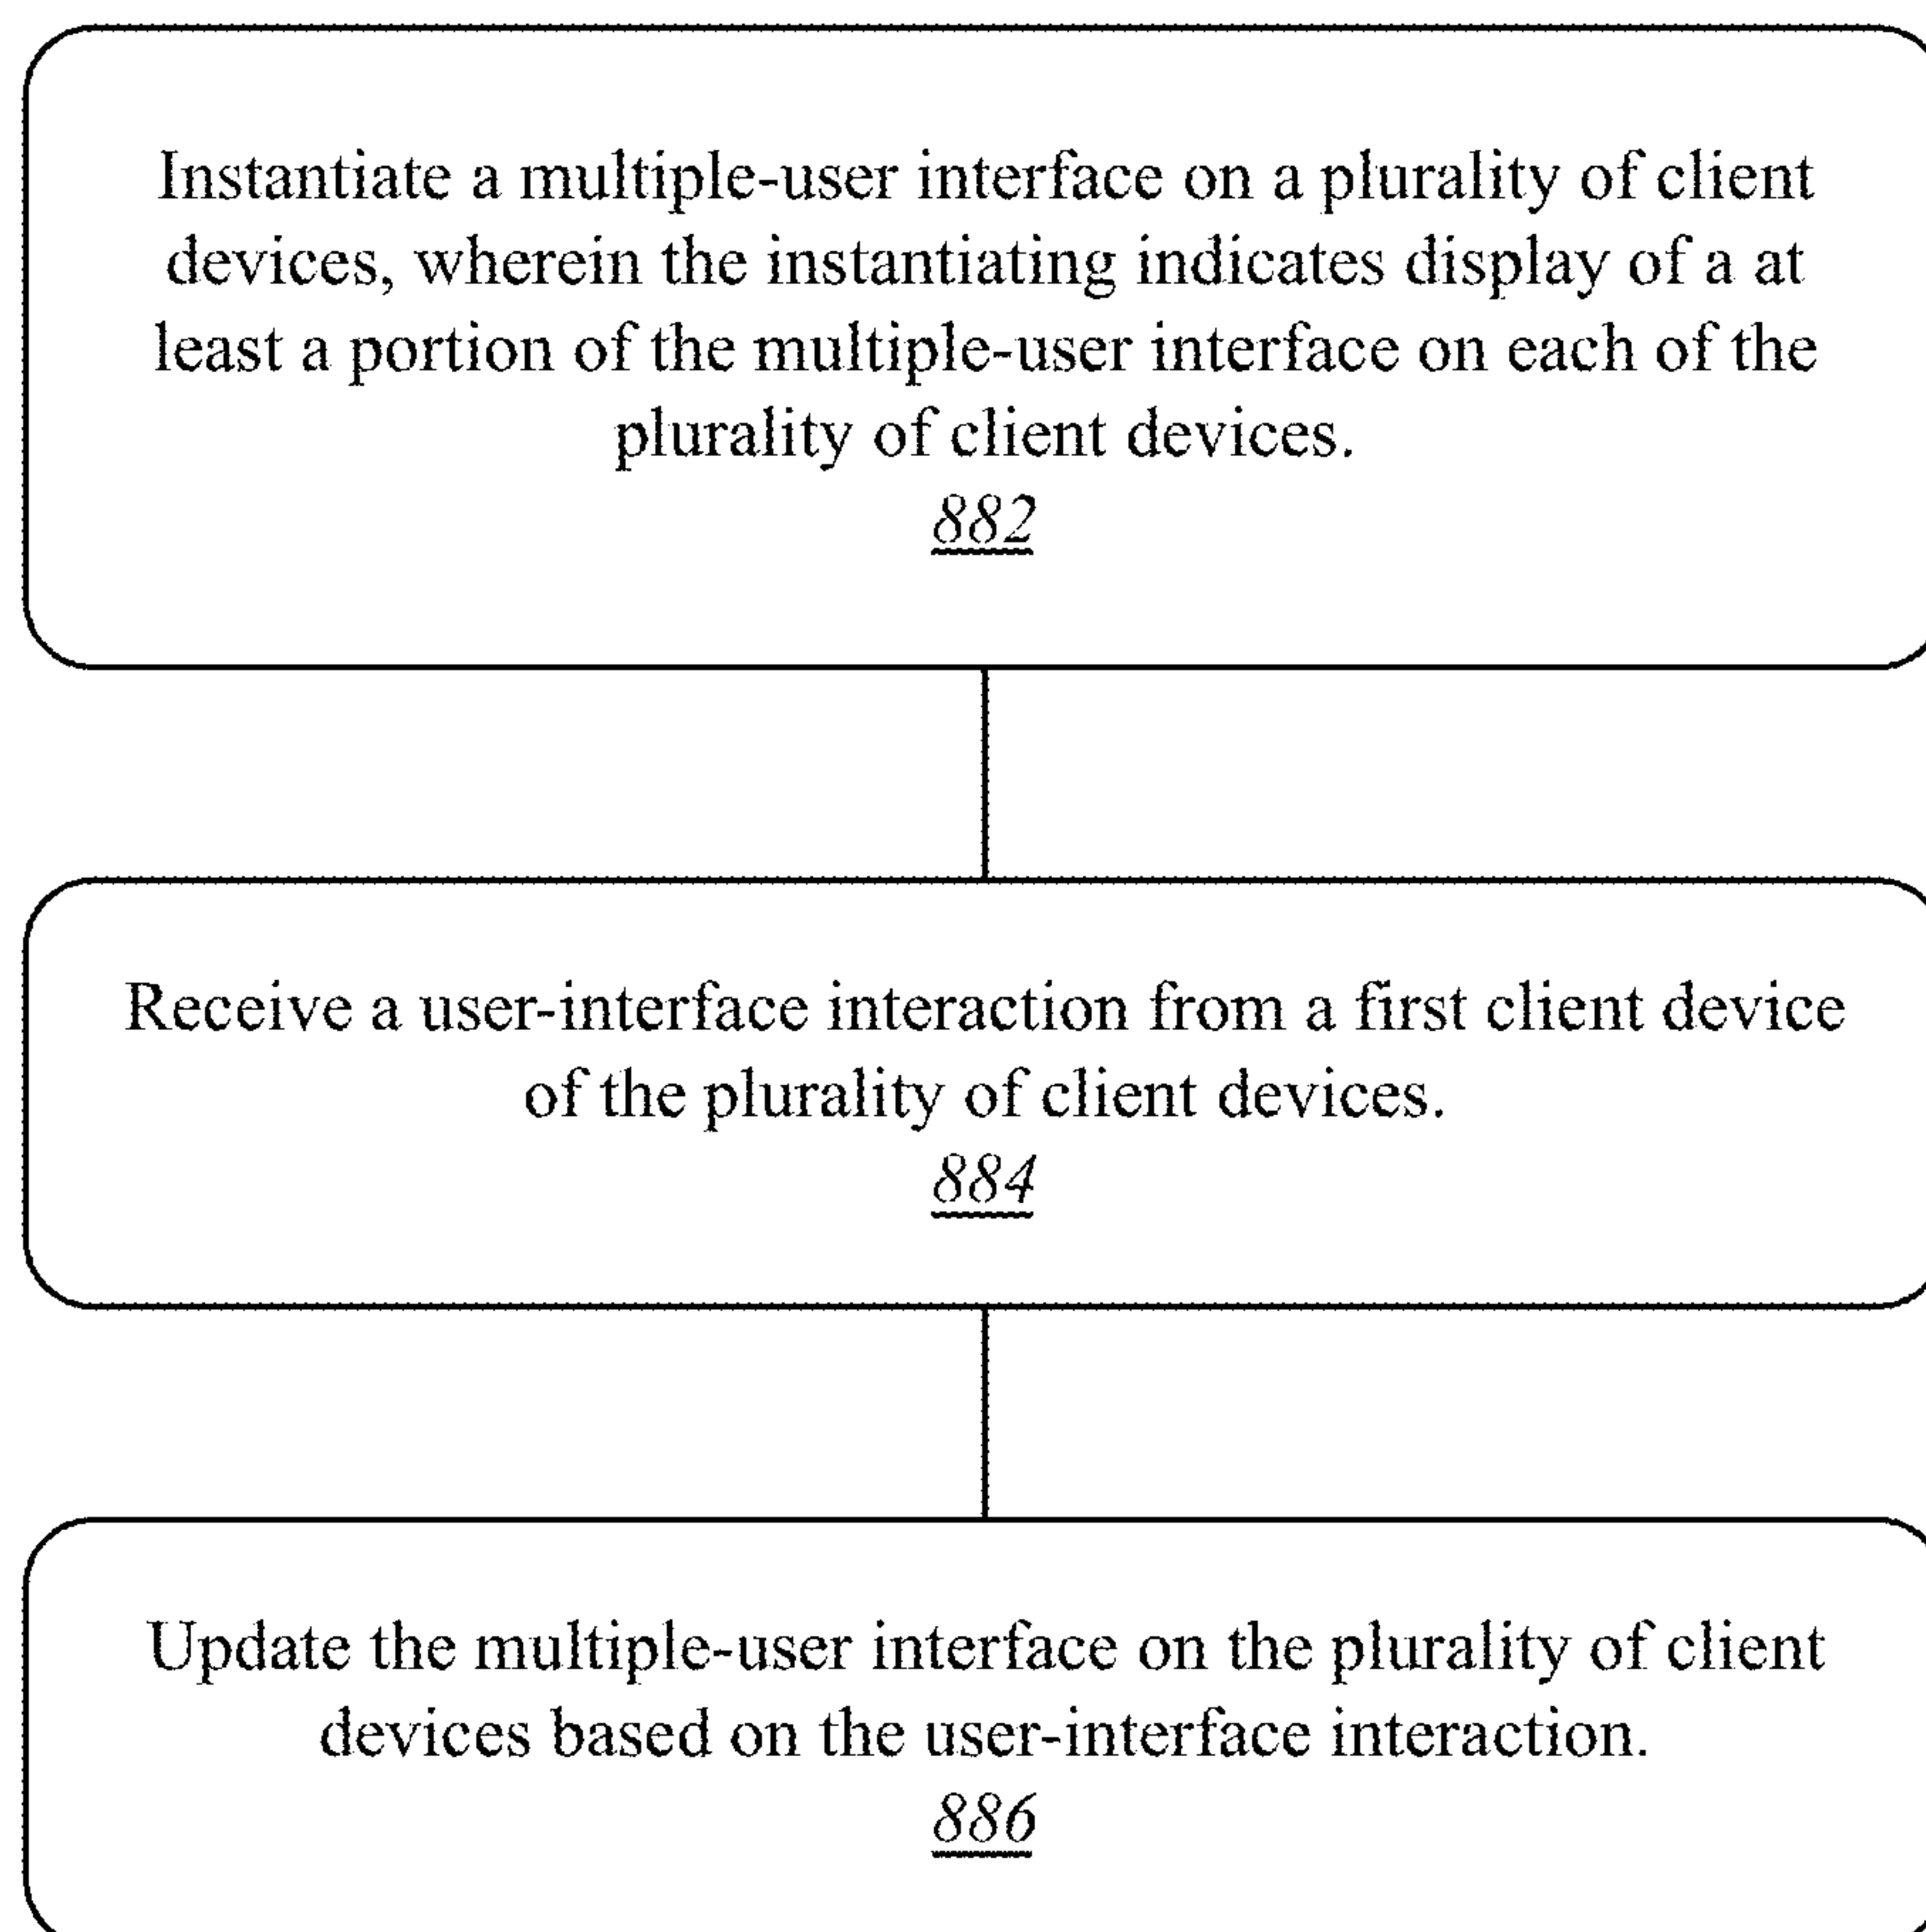 Instantiate a multiple-user interface on a plurality of client
devices, wherein the instantiating indicates display of a at
least a portion of the multiple-user interface on each of the
plurality of client devices.
882
Receive a user-interface interaction from a first client device
of the plurality of client devices.
884
Update the multiple-user interface on the plurality of client
devices based on the user-interface interaction.
886